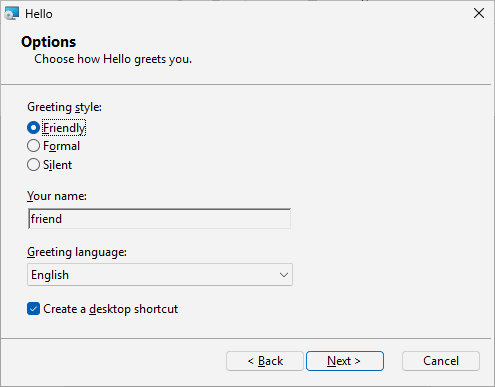 Hello
Options
Choose how Hello greets you.
Greeting style:
Friendly
Formal
Silent
Your name:
friend
Greeting language:
English
Create a desktop shortcut
< Back
Next >
Cancel